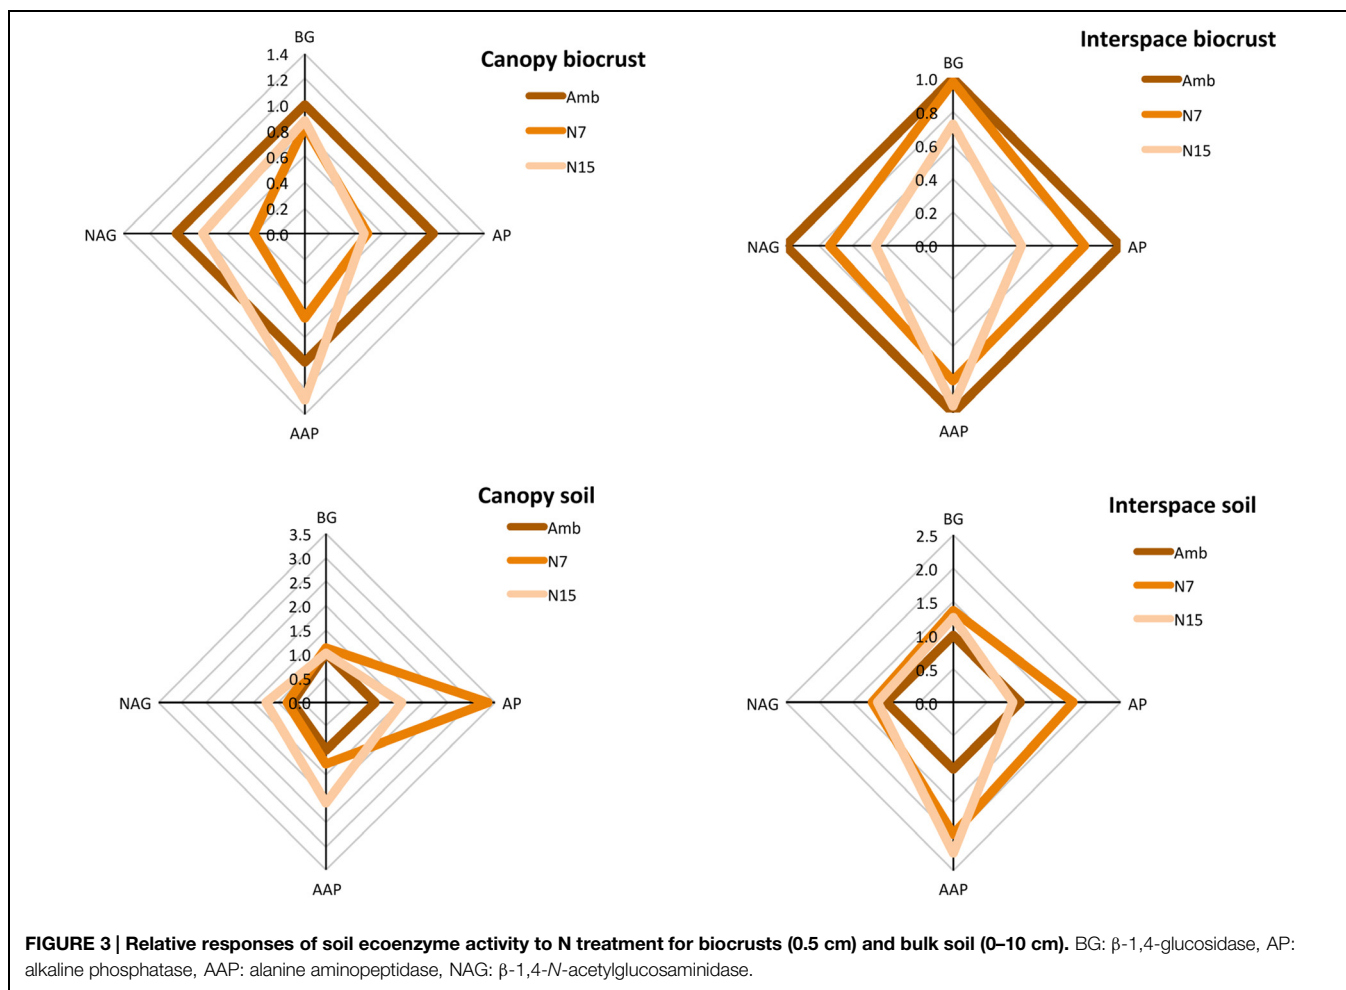 BG
1.4
1.2
1.0
0.8
0.6
0.4
0.2
0.0
NAG
AP
AAP
Canopy biocrust
Amb
N7
N15
Interspace biocrust
Amb
N7
N15
BG
1.0
0.8
0.6
0.4
0.2
0.0
NAG
AP
AAP
Canopy soil
Amb
N7
N15
BG
3.5
3.0
2.5
2.0
1.5
1.0
0.5
0.0
NAG
AP
AAP
Interspace soil
Amb
N7
N15
BG
2.5
2.0
1.5
1.0
0.5
0.0
NAG
AP
AAP
FIGURE 3 | Relative responses of soil ecoenzyme activity to N treatment for biocrusts (0.5 cm) and bulk soil (0–10 cm). BG: β-1,4-glucosidase, AP:
alkaline phosphatase, AAP: alanine aminopeptidase, NAG: β-1,4-N-acetylglucosaminidase.